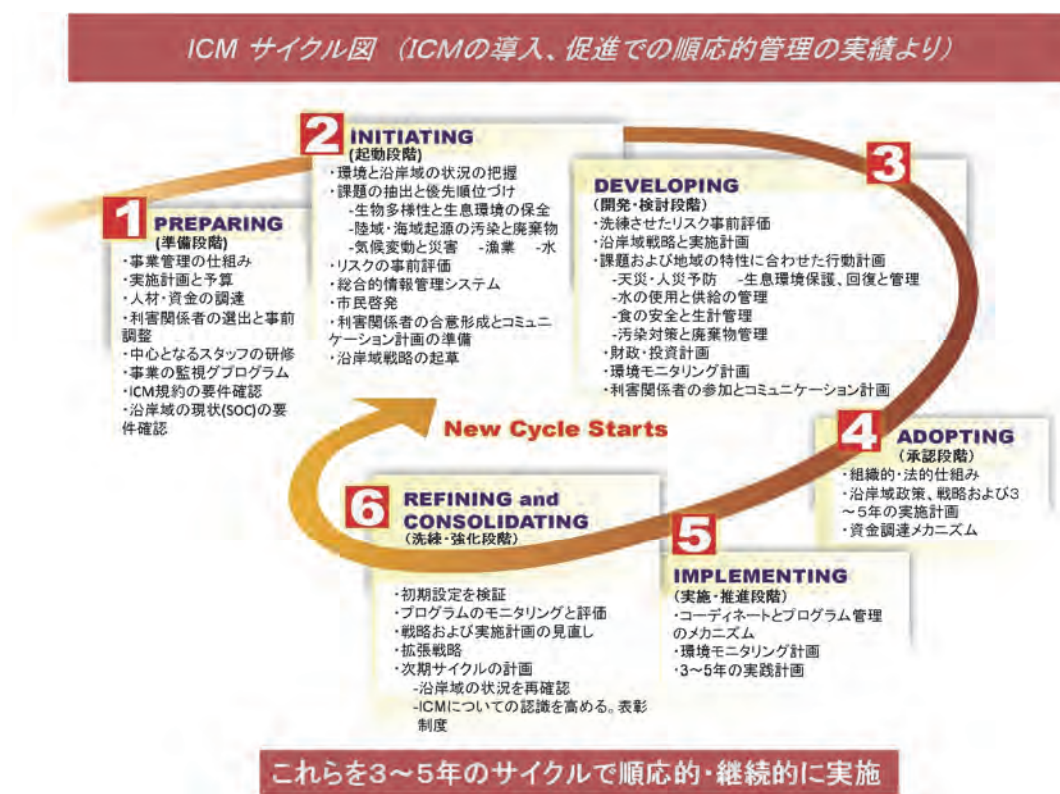 ICM サイクル図 (ICMの導入、促進での順応的管理の実績より)
1 PREPARING
(準備段階)
・事業管理の仕組み
・実施計画と予算
・人材・資金の調達
・利害関係者の選出と事前
調整
・中心となるスタッフの研修
・事業の監視グプログラム
・ICM規約の要件確認
・沿岸域の現状(SOC)の要
件確認
2 INITIATING
(起動段階)
・環境と沿岸域の状況の把握
・課題の抽出と優先順位づけ
-生物多様性と生息環境の保全
-陸域・海域起源の汚染と廃棄物
-気候変動と災害 -漁業 -水
・リスクの事前評価
・総合的情報管理システム
・市民啓発
・利害関係者の合意形成とコミュニ
ケーション計画の準備
・沿岸域戦略の起草
3
DEVELOPING
(開発・検討段階)
・洗練させたリスク事前評価
・沿岸域戦略と実施計画
・課題および地域の特性に合わせた行動計画
-天災・人災予防 -生息環境保護、回復と管理
-水の使用と供給の管理
-食の安全と生計管理
-汚染対策と廃棄物管理
・財政・投資計画
・環境モニタリング計画
・利害関係者の参加とコミュニケーション計画
4 ADOPTING
(承認段階)
・組織的・法的仕組み
・沿岸域政策、戦略および3
～5年の実施計画
・資金調達メカニズム
5
IMPLEMENTING
(実施・推進段階)
・コーディネートとプログラム管理
のメカニズム
・環境モニタリング計画
・3～5年の実践計画
6 REFINING and
CONSOLIDATING
(洗練・強化段階)
・初期設定を検証
・プログラムのモニタリングと評価
・戦略および実施計画の見直し
・拡張戦略
・次期サイクルの計画
-沿岸域の状況を再確認
-ICMについての認識を高める。表彰
制度
New Cycle Starts
これらを3～5年のサイクルで順応的・継続的に実施